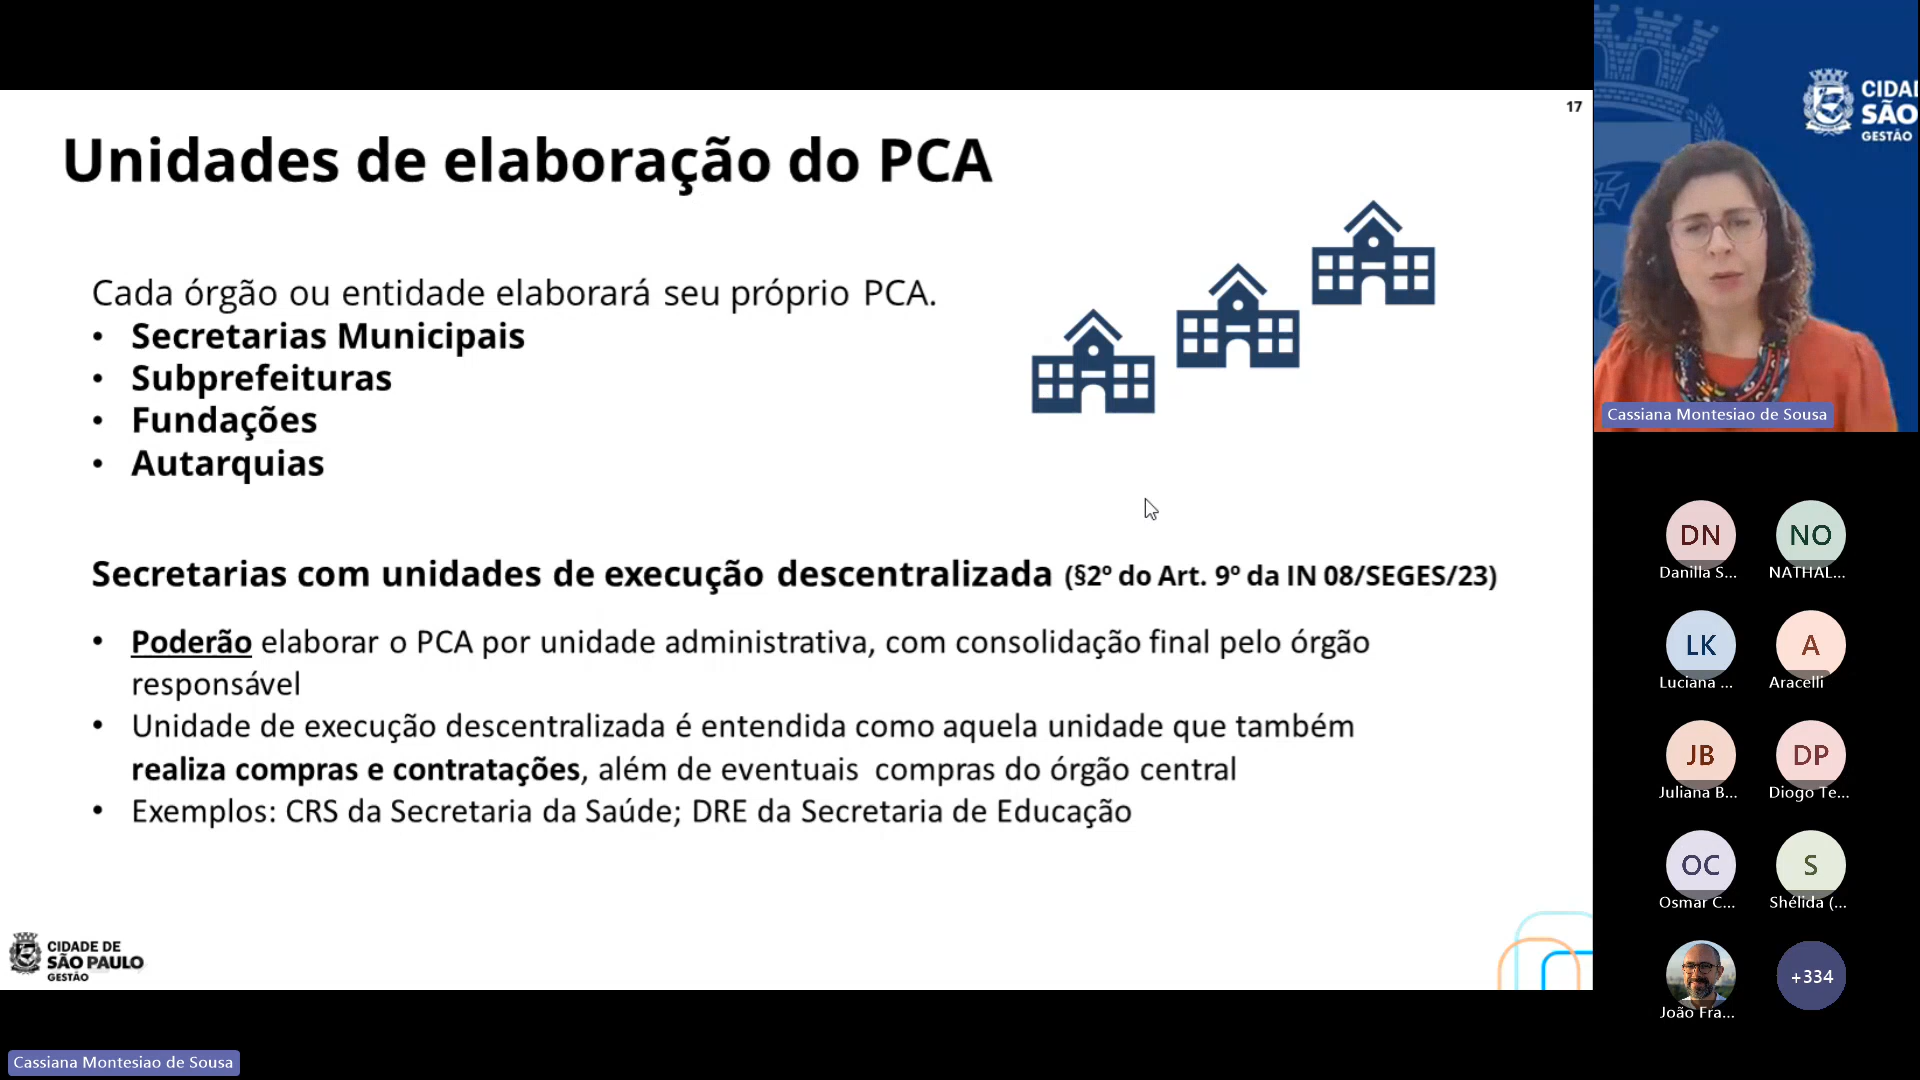 17
Unidades de elaboração do PCA
Cada órgão ou entidade elaborará seu próprio PCA.
• Secretarias Municipais
• Subprefeituras
• Fundações
• Autarquias
Secretarias com unidades de execução descentralizada (§2º do Art. 9º da IN 08/SEGES/23)
• Poderão elaborar o PCA por unidade administrativa, com consolidação final pelo órgão
responsável
• Unidade de execução descentralizada é entendida como aquela unidade que também
realiza compras e contratações, além de eventuais compras do órgão central
• Exemplos: CRS da Secretaria da Saúde; DRE da Secretaria de Educação
CIDADE DE
SÃO PAULO
GESTÃO
Cassiana Montesiao de Sousa
CIDA
SÃO
GESTÃO
Cassiana Montesiao de Sousa
DN
NO
Danilla S...
NATHAL...
LK
A
Luciana ...
Aracelli
JB
DP
Juliana B...
Diogo Te...
OC
S
Osmar C...
Shélida (...
+334
João Fra...